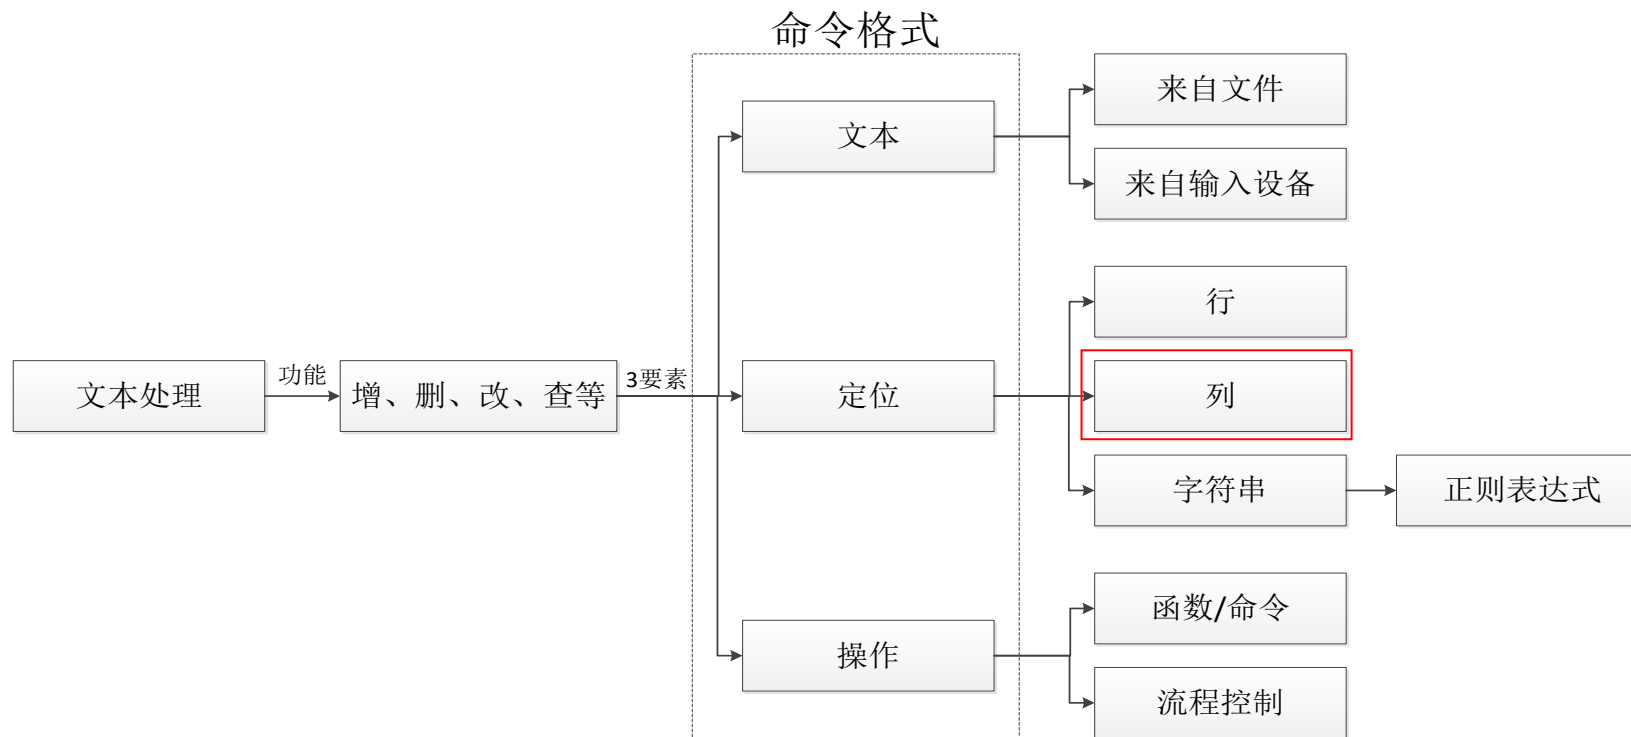 命令格式
文本
来自文件
来自输入设备
文本处理
功能
增、删、改、查等
3要素
定位
行
列
字符串
正则表达式
操作
函数/命令
流程控制